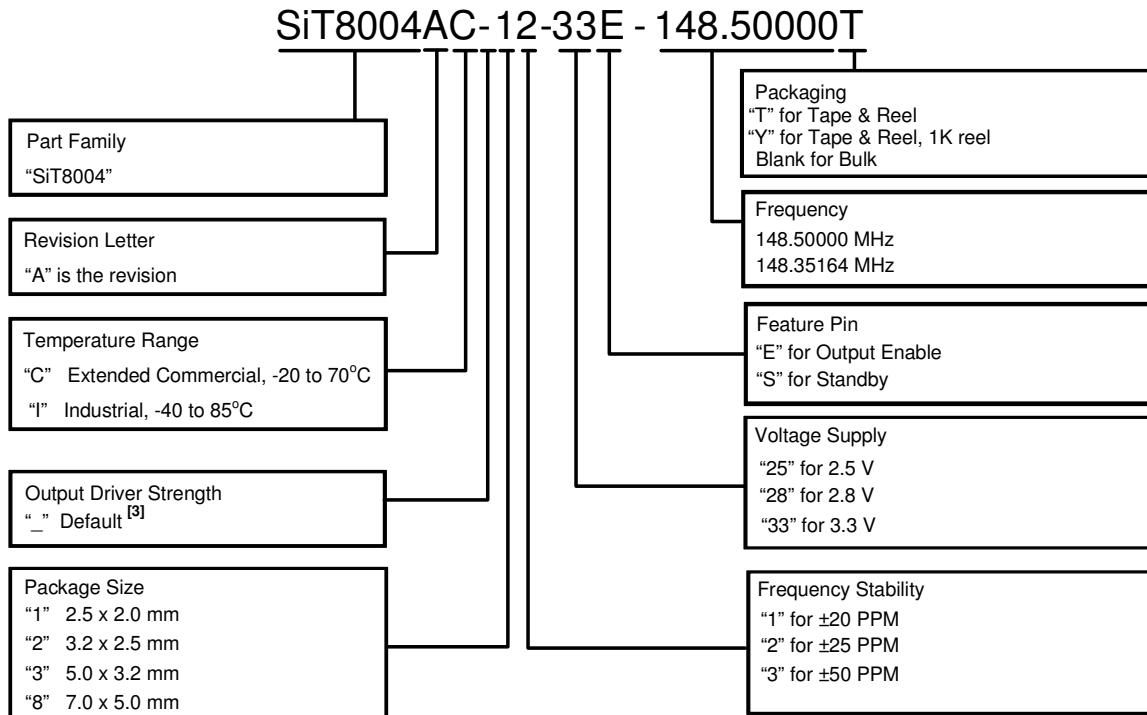 SiT8004AC-12-33E - 148.50000T
Part Family
“SiT8004”
Revision Letter
“A” is the revision
Temperature Range
“C” Extended Commercial, -20 to 70°C
“I” Industrial, -40 to 85°C
Output Driver Strength
“_” Default [3]
Package Size
“1” 2.5 x 2.0 mm
“2” 3.2 x 2.5 mm
“3” 5.0 x 3.2 mm
“8” 7.0 x 5.0 mm
Packaging
“T” for Tape & Reel
“Y” for Tape & Reel, 1K reel
Blank for Bulk
Frequency
148.50000 MHz
148.35164 MHz
Feature Pin
“E” for Output Enable
“S” for Standby
Voltage Supply
“25” for 2.5 V
“28” for 2.8 V
“33” for 3.3 V
Frequency Stability
“1” for ±20 PPM
“2” for ±25 PPM
“3” for ±50 PPM